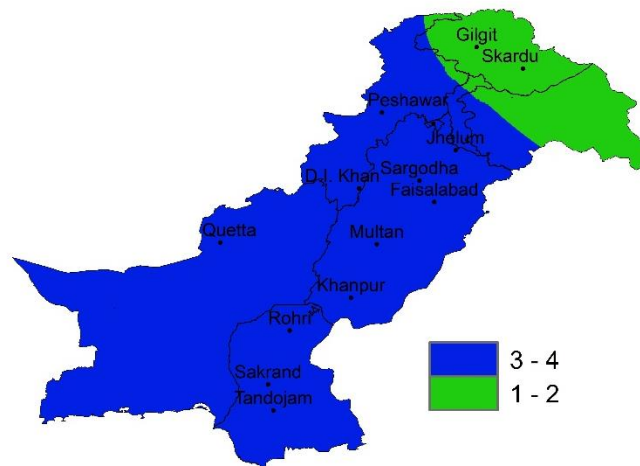 Gilgit
Skardu
Peshawar
Jhelum
Sargodha
D.I. Khan
Faisalabad
Quetta
Multan
Khanpur
Rohri
3 - 4
Sakrand
1 - 2
Tandojam